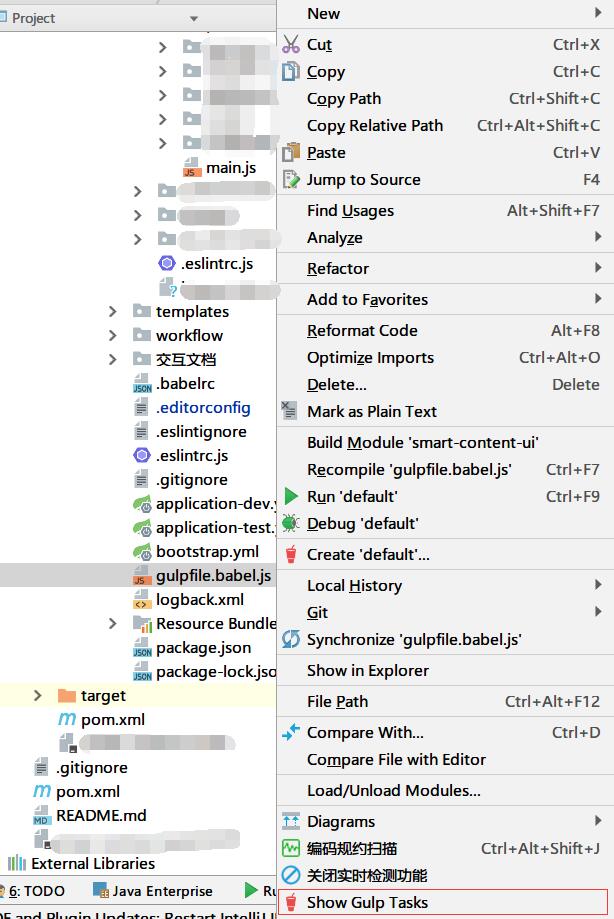 Project
main.js
.eslintrc.js
templates
workflow
交互文档
.babelrc
.editorconfig
.eslintignore
.eslintrc.js
.gitignore
application-dev.y
application-test.y
bootstrap.yml
gulpfile.babel.js
logback.xml
Resource Bundle
package.json
package-lock.jso
target
pom.xml
.gitignore
pom.xml
README.md
External Libraries
6: TODO
Java Enterprise
Ru
DE and Plugin Updates: Restart IntelliJ ID
New
Cut Ctrl+X
Copy Ctrl+C
Copy Path Ctrl+Shift+C
Copy Relative Path Ctrl+Alt+Shift+C
Paste Ctrl+V
Jump to Source F4
Find Usages Alt+Shift+F7
Analyze
Refactor
Add to Favorites
Reformat Code Alt+F8
Optimize Imports Ctrl+Alt+O
Delete... Delete
Mark as Plain Text
Build Module 'smart-content-ui'
Recompile 'gulpfile.babel.js' Ctrl+F7
Run 'default' Ctrl+F9
Debug 'default'
Create 'default'...
Local History
Git
Synchronize 'gulpfile.babel.js'
Show in Explorer
File Path Ctrl+Alt+F12
Compare With... Ctrl+D
Compare File with Editor
Load/Unload Modules...
Diagrams
编码规约扫描 Ctrl+Alt+Shift+J
关闭实时检测功能
Show Gulp Tasks